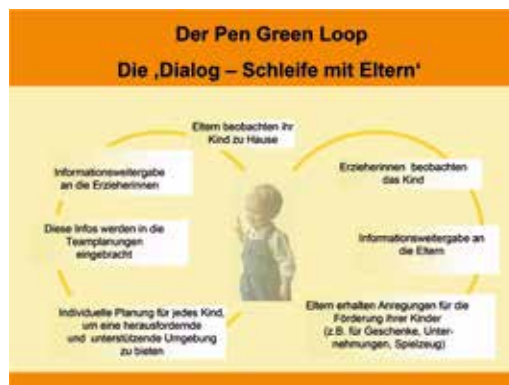 Der Pen Green Loop
Die ‚Dialog – Schleife mit Eltern‘
Eltern beobachten ihr
Kind zu Hause
Informationsweitergabe
an die Erzieherinnen
Diese Infos werden in die
Teamplanungen
eingebracht
Individuelle Planung für jedes Kind,
um eine herausfordernde
und unterstützende Umgebung
zu bieten
Erzieherinnen beobachten
das Kind
Informationsweitergabe an
die Eltern
Eltern erhalten Anregungen für die
Förderung ihrer Kinder
(z.B. für Geschenke, Unter-
nehmungen, Spielzeug)